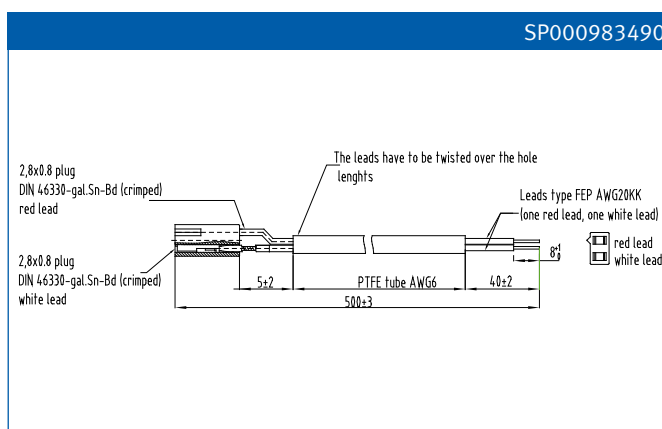 SP000983490
2,8x0.8 plug
DIN 46330-gal.Sn-Bd (crimped)
red lead
The leads have to be twisted over the hole
lenghts
Leads type FEP AWG20KK
(one red lead, one white lead)
red lead
white lead
2,8x0.8 plug
DIN 46330-gal.Sn-Bd (crimped)
white lead
8+1 0
5±2
PTFE tube AWG6
40±2
500±3